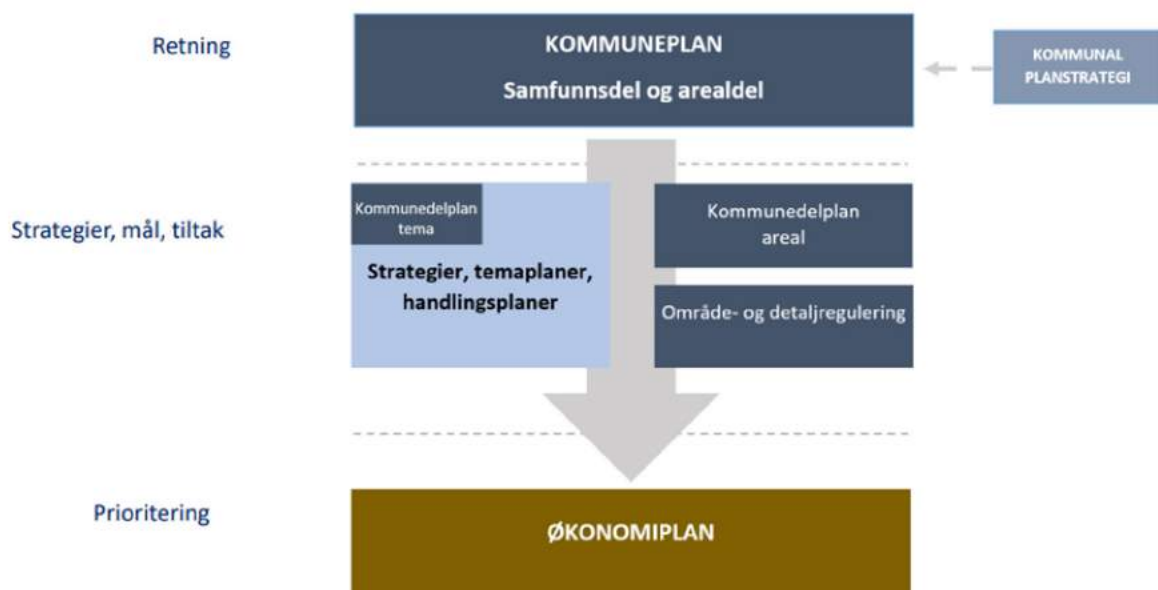 Retning
KOMMUNEPLAN
Samfunnsdel og arealdel
KOMMUNAL
PLANSTRATEGI
Strategier, mål, tiltak
Kommunedelplan
tema
Strategier, temaplaner,
handlingsplaner
Kommunedelplan
areal
Område- og detaljregulering
Prioritering
ØKONOMIPLAN